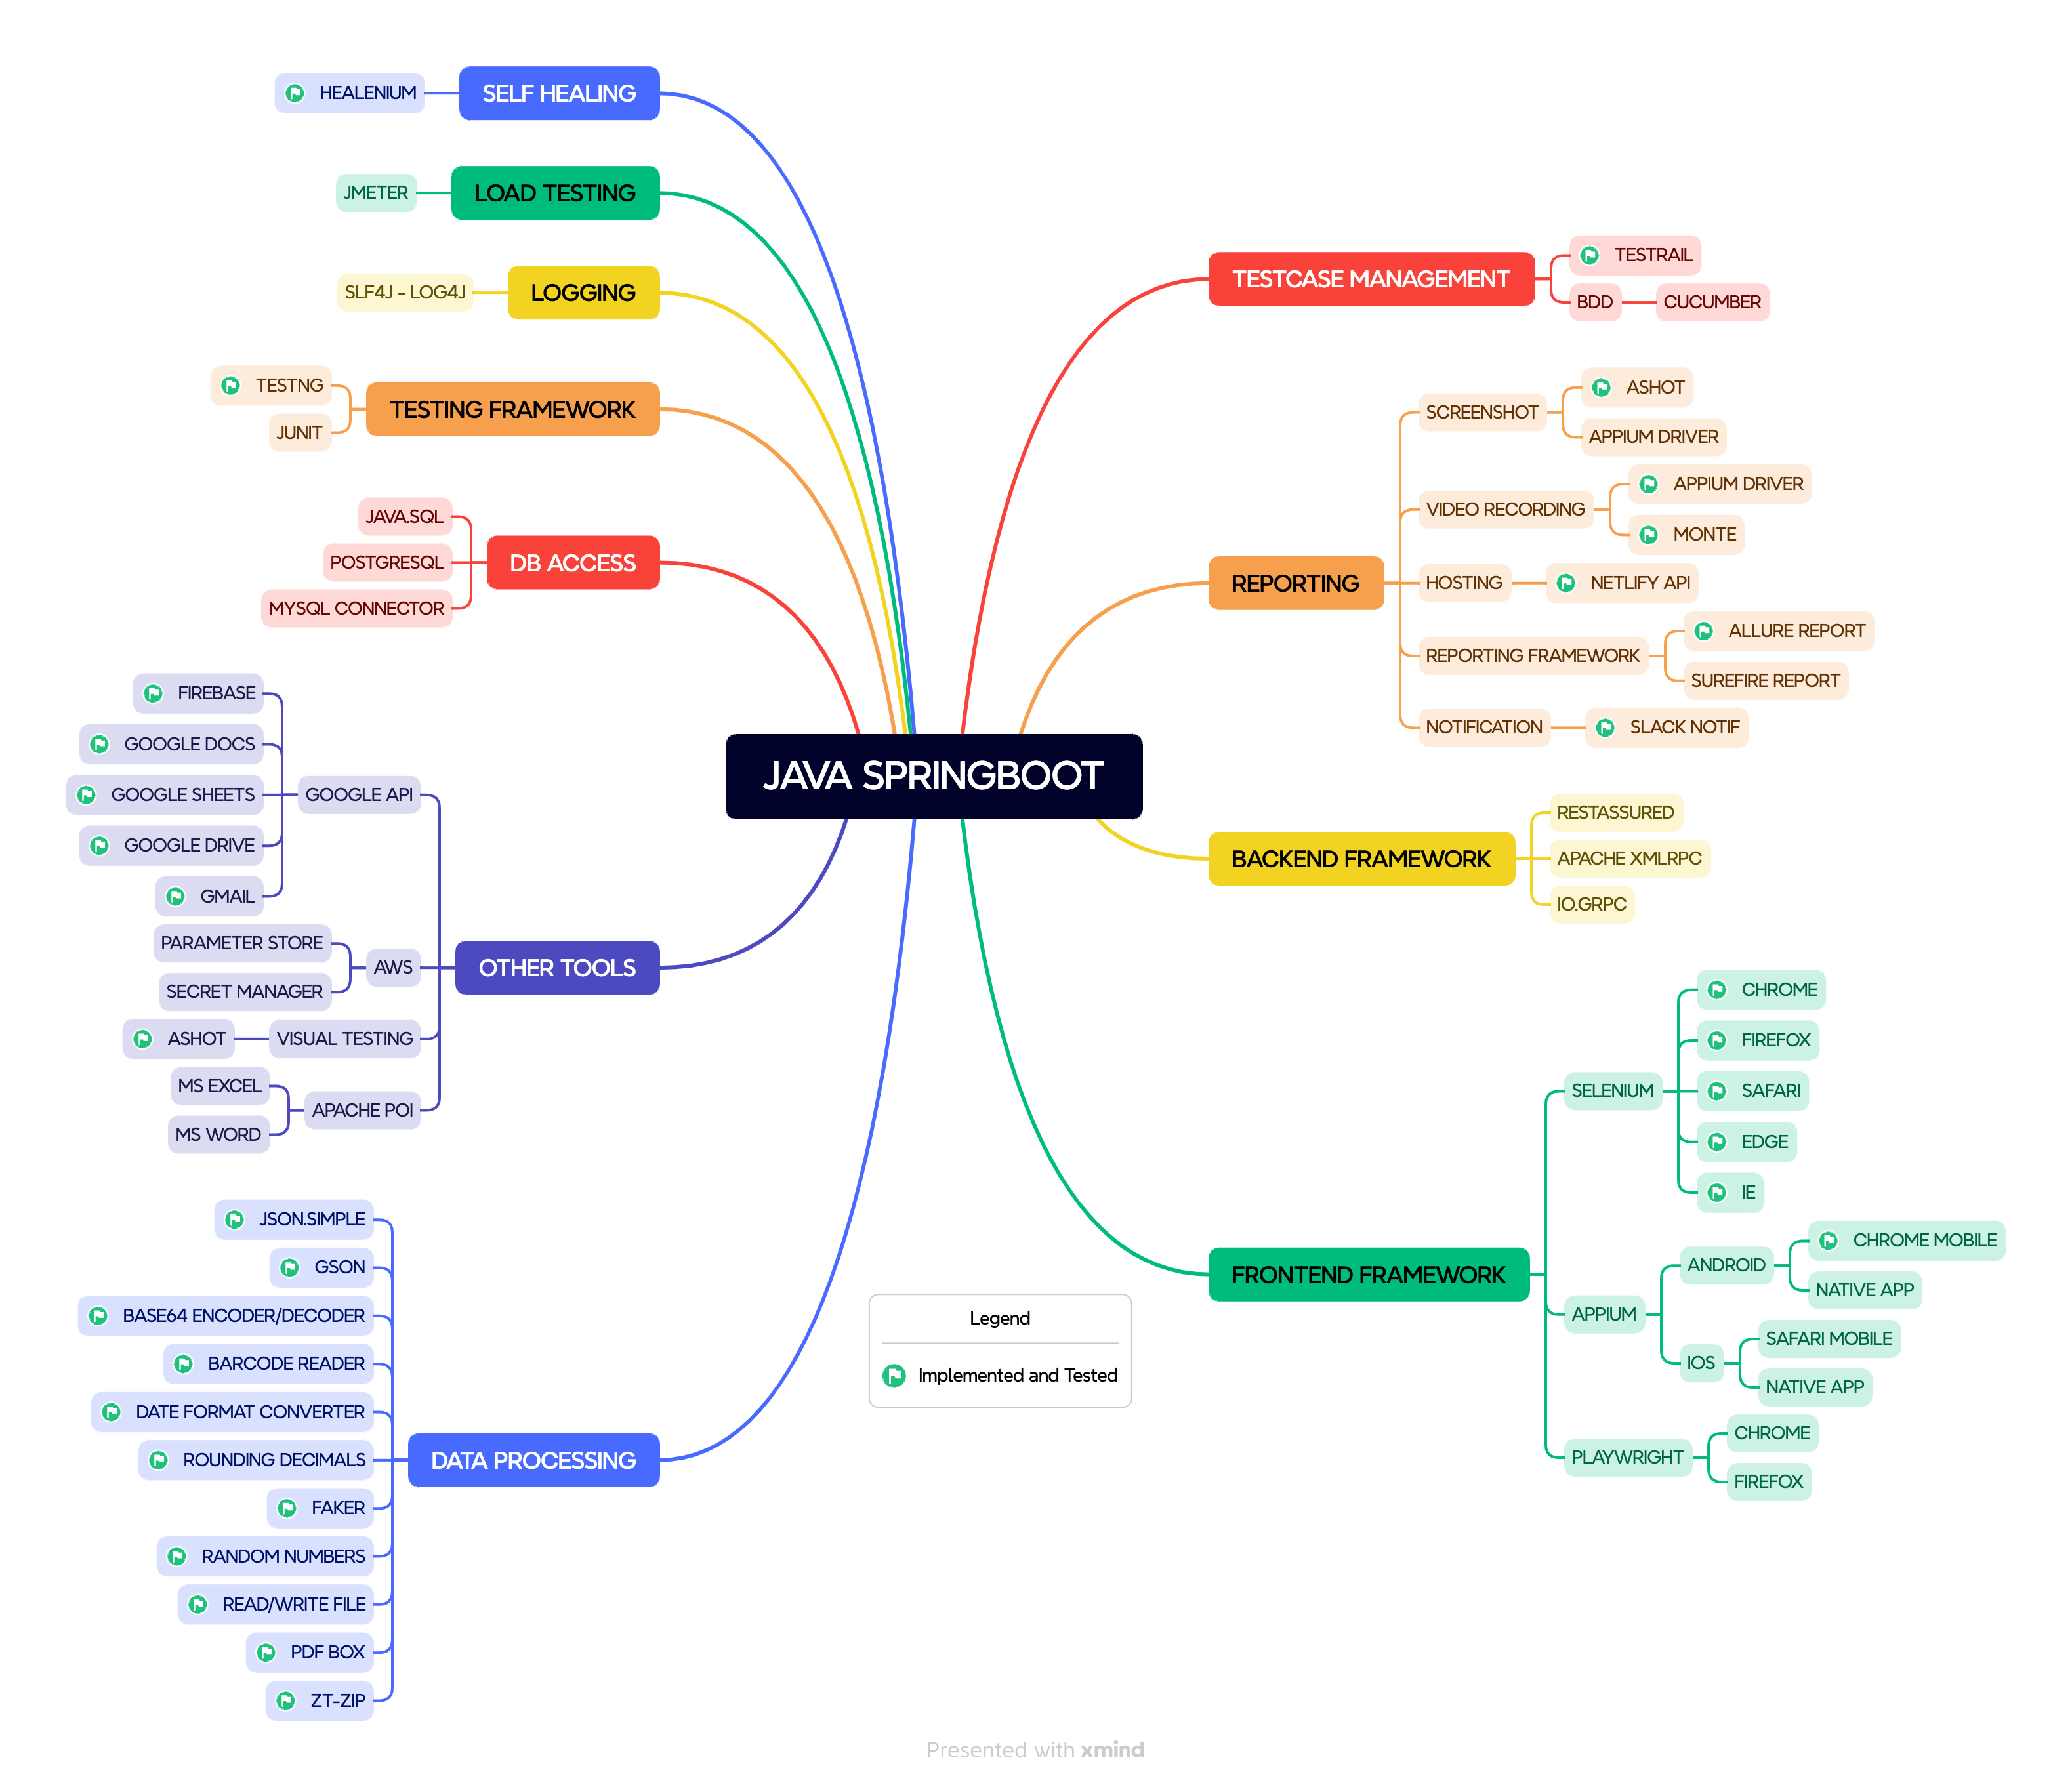 HEALENIUM
SELF HEALING
JMETER
LOAD TESTING
SLF4J - LOG4J
LOGGING
TESTNG
JUNIT
TESTING FRAMEWORK
JAVA.SQL
POSTGRESQL
MYSQL CONNECTOR
DB ACCESS
FIREBASE
GOOGLE DOCS
GOOGLE SHEETS
GOOGLE DRIVE
GMAIL
GOOGLE API
PARAMETER STORE
SECRET MANAGER
AWS
ASHOT
VISUAL TESTING
MS EXCEL
MS WORD
APACHE POI
OTHER TOOLS
JSON.SIMPLE
GSON
BASE64 ENCODER/DECODER
BARCODE READER
DATE FORMAT CONVERTER
ROUNDING DECIMALS
FAKER
RANDOM NUMBERS
READ/WRITE FILE
PDF BOX
ZT-ZIP
DATA PROCESSING
JAVA SPRINGBOOT
TESTCASE MANAGEMENT
TESTRAIL
BDD
CUCUMBER
REPORTING
SCREENSHOT
ASHOT
APPIUM DRIVER
VIDEO RECORDING
APPIUM DRIVER
MONTE
HOSTING
NETLIFY API
REPORTING FRAMEWORK
ALLURE REPORT
SUREFIRE REPORT
NOTIFICATION
SLACK NOTIF
BACKEND FRAMEWORK
RESTASSURED
APACHE XMLRPC
IO.GRPC
FRONTEND FRAMEWORK
SELENIUM
CHROME
FIREFOX
SAFARI
EDGE
IE
APPIUM
ANDROID
CHROME MOBILE
NATIVE APP
IOS
SAFARI MOBILE
NATIVE APP
PLAYWRIGHT
CHROME
FIREFOX
Legend
Implemented and Tested
Presented with xmind